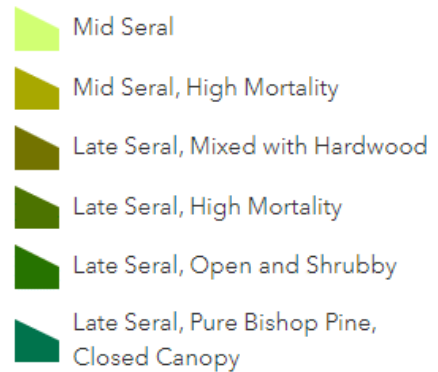 Mid Seral
Mid Seral, High Mortality
Late Seral, Mixed with Hardwood
Late Seral, High Mortality
Late Seral, Open and Shrubby
Late Seral, Pure Bishop Pine,
Closed Canopy